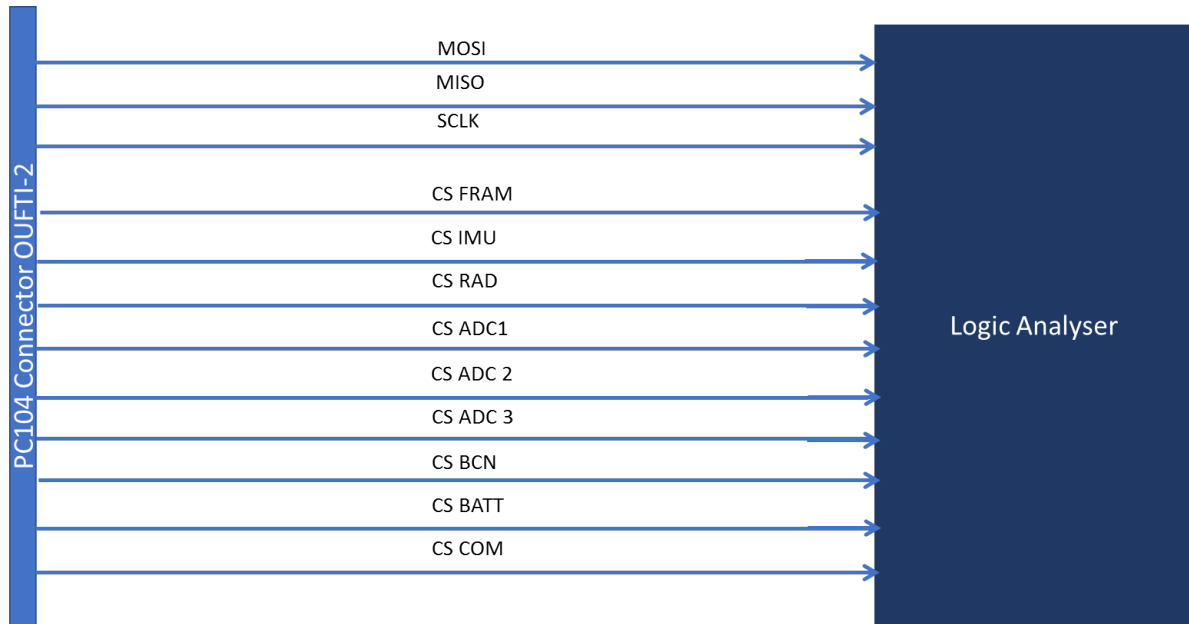 PC104 Connector OUFTI-2
MOSI
MISO
SCLK
CS FRAM
CS IMU
CS RAD
CS ADC1
CS ADC 2
CS ADC 3
CS BCN
CS BATT
CS COM
Logic Analyser